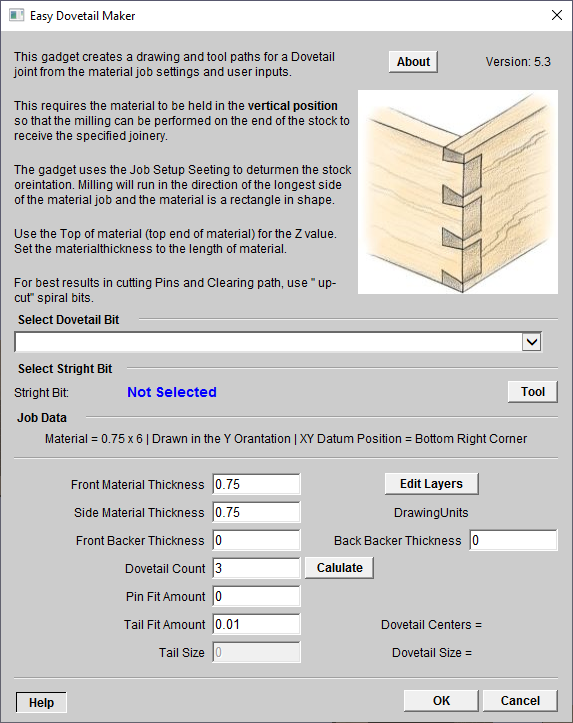 Easy Dovetail Maker
This gadget creates a drawing and tool paths for a Dovetail
joint from the material job settings and user inputs.
About
Version: 5.3
This requires the material to be held in the vertical position
so that the milling can be performed on the end of the stock to
receive the specified joinery.
The gadget uses the Job Setup Seeting to deturmen the stock
oreintation. Milling will run in the direction of the longest side
of the material job and the material is a rectangle in shape.
Use the Top of material (top end of material) for the Z value.
Set the materialthickness to the length of material.
For best results in cutting Pins and Clearing path, use " up-
cut" spiral bits.
Select Dovetail Bit
Select Stright Bit
Stright Bit: Not Selected
Tool
Job Data
Material = 0.75 x 6 | Drawn in the Y Orantation | XY Datum Position = Bottom Right Corner
Front Material Thickness 0.75
Edit Layers
Side Material Thickness 0.75
DrawingUnits
Front Backer Thickness 0
Back Backer Thickness 0
Dovetail Count 3
Calulate
Pin Fit Amount 0
Tail Fit Amount 0.01
Dovetail Centers =
Tail Size 0
Dovetail Size =
Help
OK
Cancel